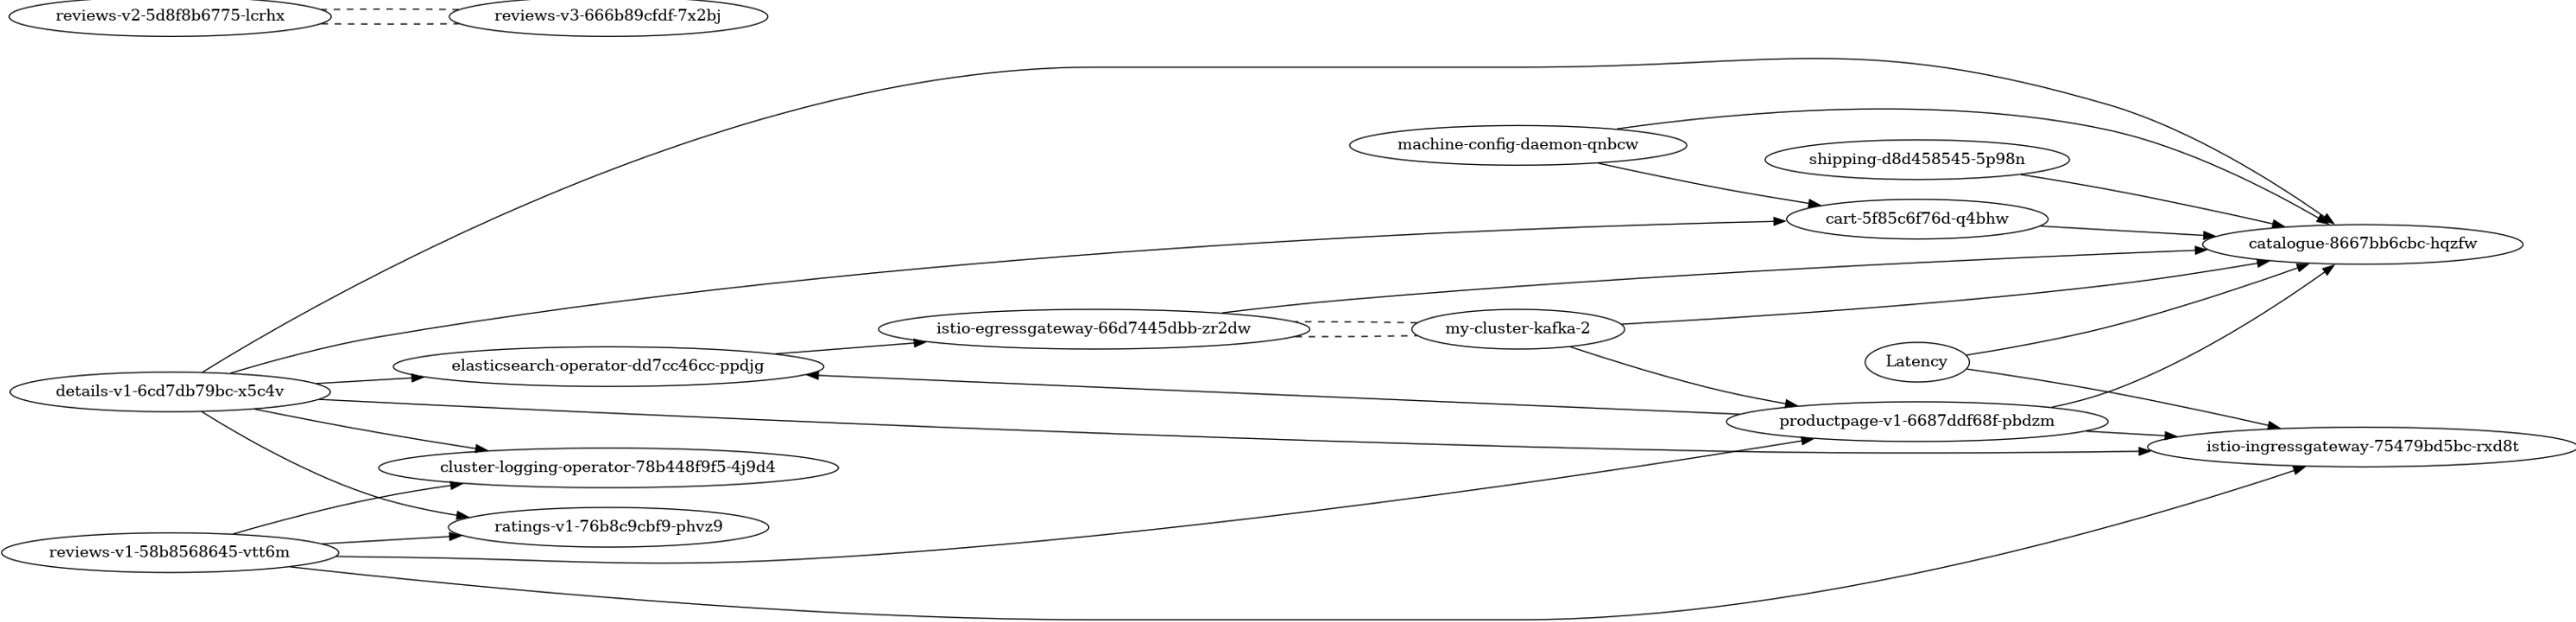 reviews-v2-5d8f8b6775-lcrhx
reviews-v3-666b89cfdf-7x2bj
machine-config-daemon-qnbcw
shipping-d8d458545-5p98n
cart-5f85c6f76d-q4bhw
catalogue-8667bb6cbc-hqzfw
istio-egressgateway-66d7445dbb-zr2dw
my-cluster-kafka-2
elasticsearch-operator-dd7cc46cc-ppdjg
Latency
details-v1-6cd7db79bc-x5c4v
productpage-v1-6687ddf68f-pbdzm
istio-ingressgateway-75479bd5bc-rxd8t
cluster-logging-operator-78b448f9f5-4j9d4
ratings-v1-76b8c9cbf9-phvz9
reviews-v1-58b8568645-vtt6m